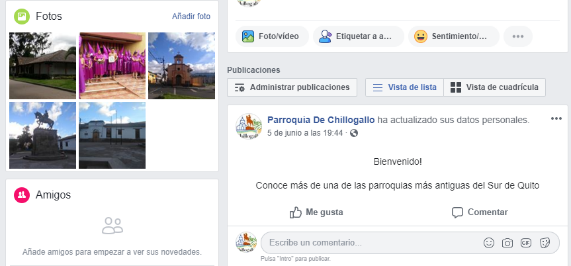 Fotos
Añadir foto
Amigos
Añade amigos para empezar a ver sus novedades.
Foto/vídeo
Etiquetar a a...
Sentimiento/...
Publicaciones
Administrar publicaciones
Vista de lista
Vista de cuadrícula
Parroquia De Chillogallo ha actualizado sus datos personales.
5 de junio a las 19:44 ·
Bienvenido!
Conoce más de una de las parroquias más antiguas del Sur de Quito
Me gusta
Comentar
Escribe un comentario...
GIF
Pulsa "Intro" para publicar.